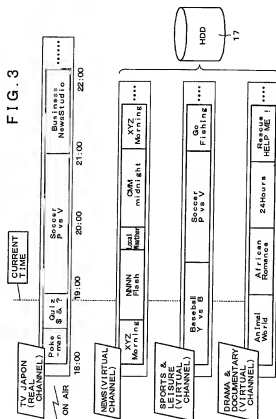 FIG. 3
CURRENT
TIME
TV JAPON
(REAL
CHANNEL)
ON AIR
Poke
-man
Quiz
$ & ?
Soccer
P vs V
Business
NewsStudio
18:00
19:00
20:00
21:00
22:00
NEWS(VIRTUAL
CHANNEL)
XYZ
Morning
NNNN
Flash
Local
Weather
CMM
midnight
XYZ
Morning
SPORTS &
LEISURE
(VIRTUAL
CHANNEL)
Baseball
Y vs B
Soccer
P vs V
Go
Fishing
DRAMA &
DOCUMENTARY
(VIRTUAL
CHANNEL)
Animal
World
African
Romance
24Hours
Rescue
HELP ME !
HDD
17